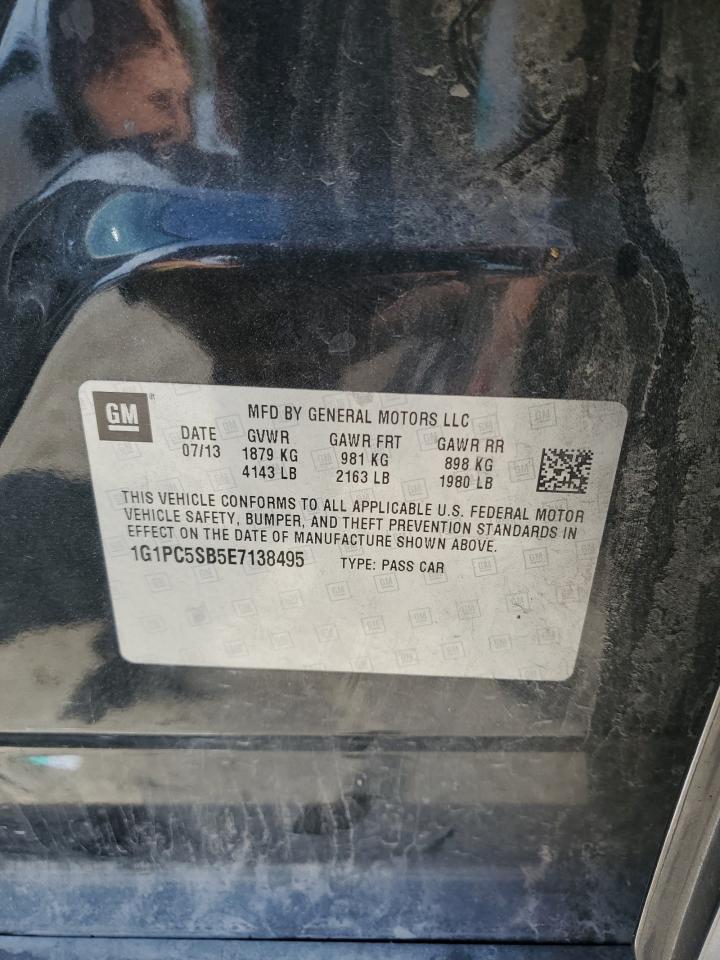 GM
MFD BY GENERAL MOTORS LLC
DATE GVWR GAWR FRT GAWR RR
07/13 1879 KG 981 KG 898 KG
4143 LB 2163 LB 1980 LB
THIS VEHICLE CONFORMS TO ALL APPLICABLE U.S. FEDERAL MOTOR
VEHICLE SAFETY, BUMPER, AND THEFT PREVENTION STANDARDS IN
EFFECT ON THE DATE OF MANUFACTURE SHOWN ABOVE.
1G1PC5SB5E7138495 TYPE: PASS CAR